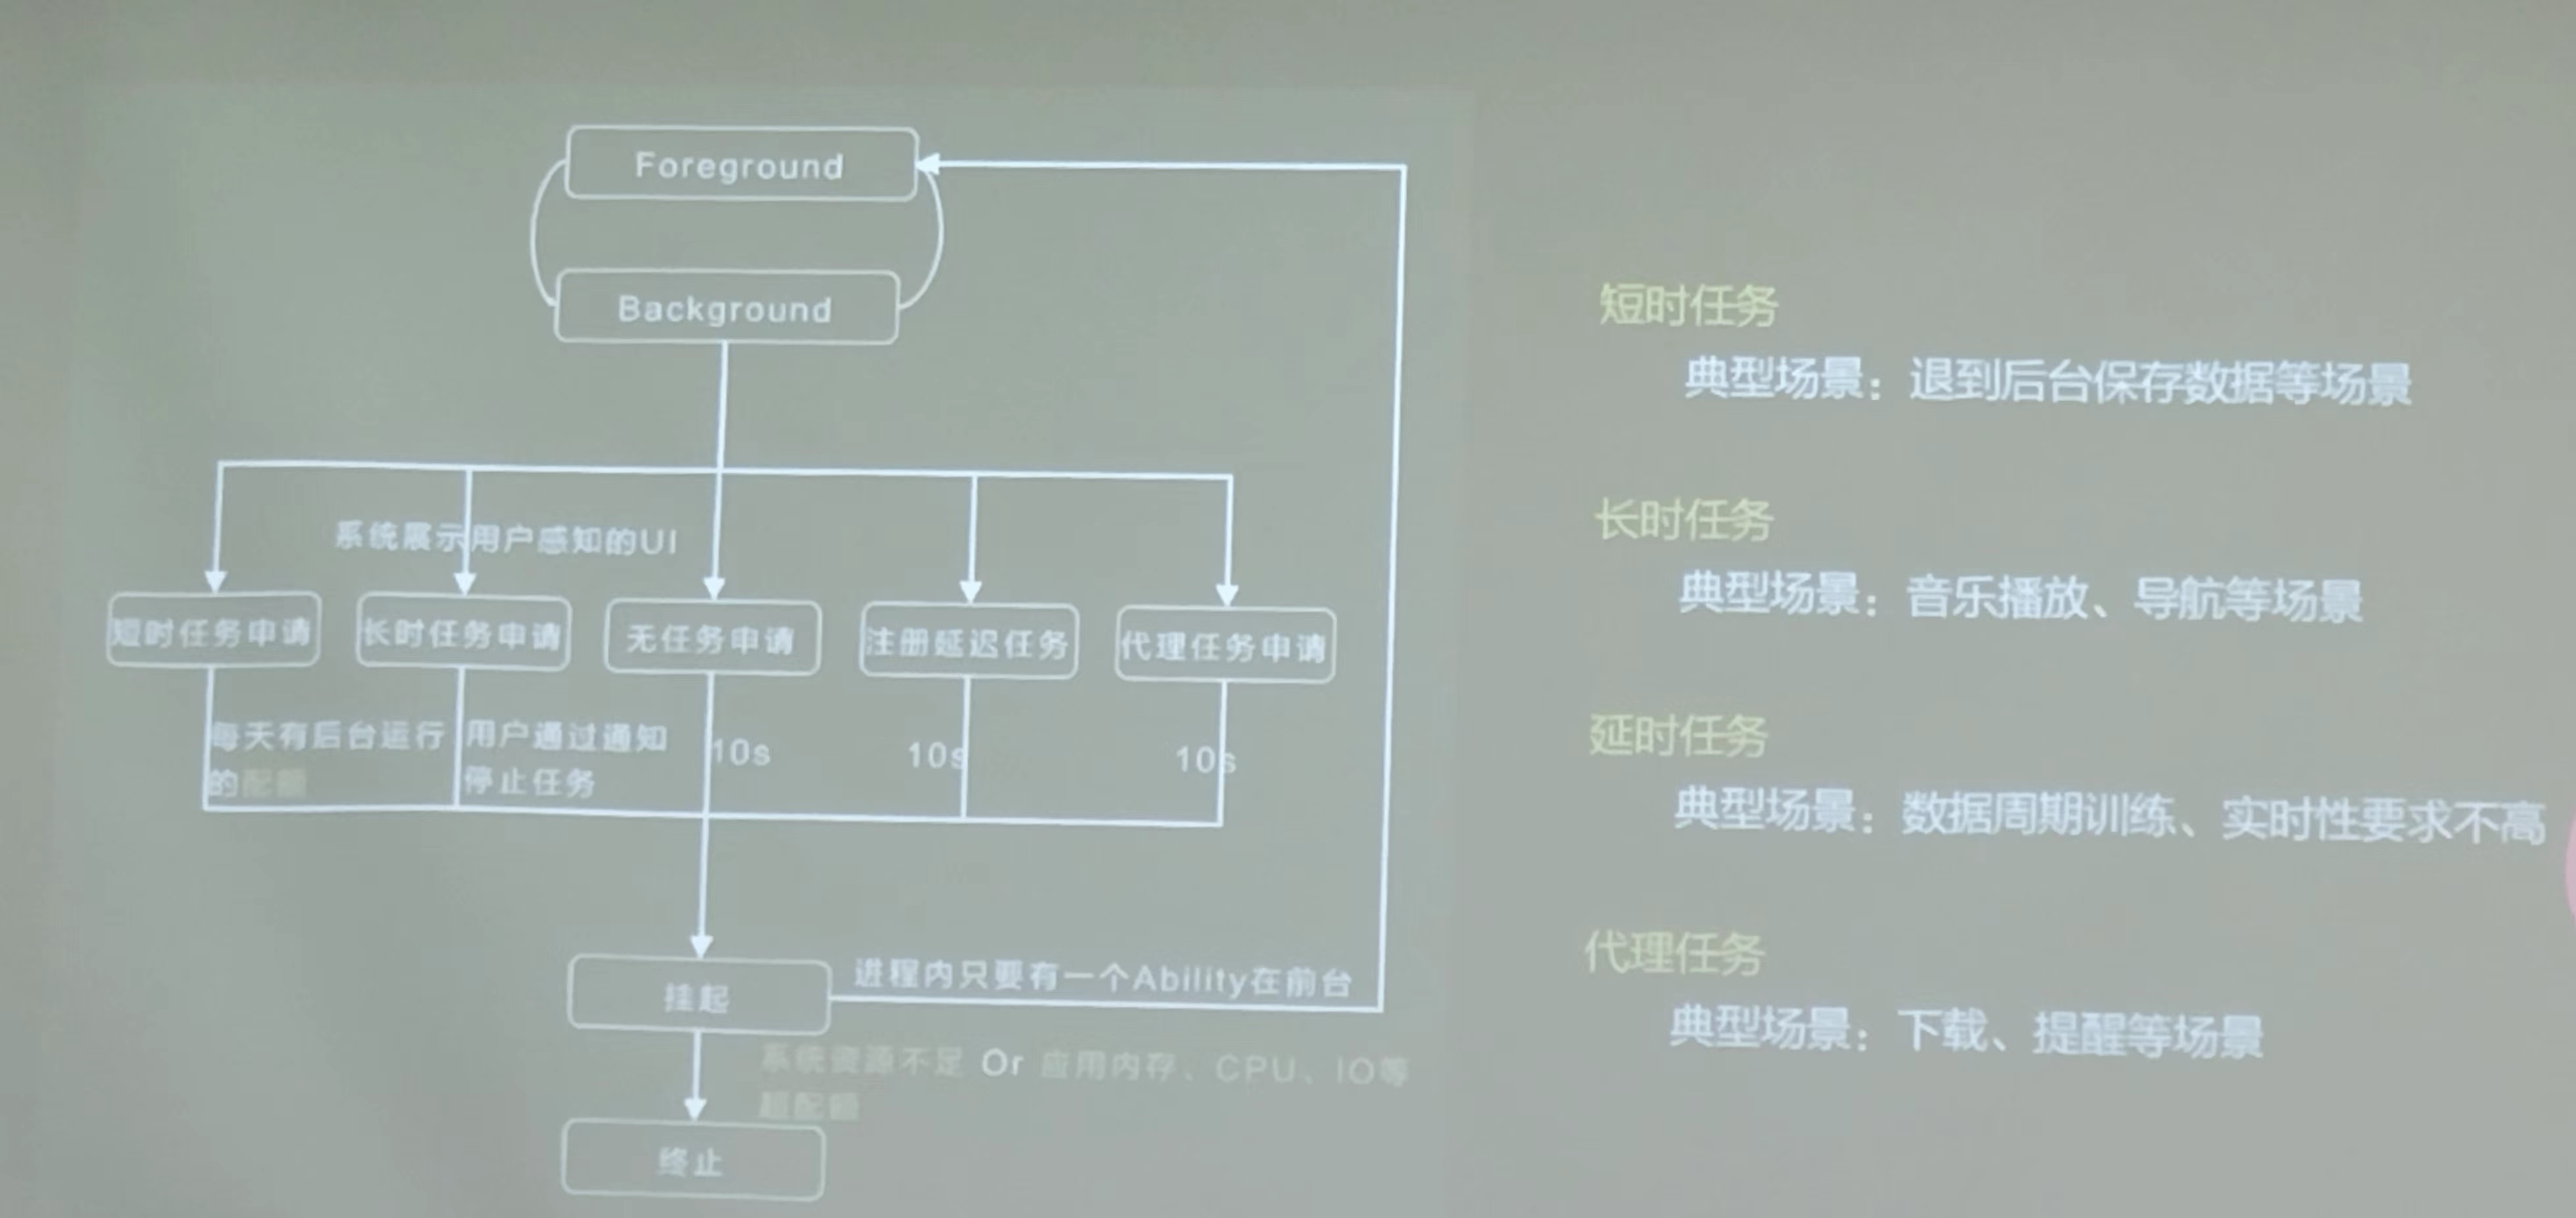 Foreground
Background
系统展示用户感知的UI
短时任务申请
长时任务申请
无任务申请
注册延迟任务
代理任务申请
每天有后台运行
的配额
用户通过通知
停止任务
10s
10s
10s
挂起
进程内只要有一个Ability在前台
系统资源不足 Or 应用内存、CPU、IO等
超配额
终止
短时任务
典型场景：退到后台保存数据等场景
长时任务
典型场景：音乐播放、导航等场景
延时任务
典型场景：数据周期训练、实时性要求不高
代理任务
典型场景：下载、提醒等场景